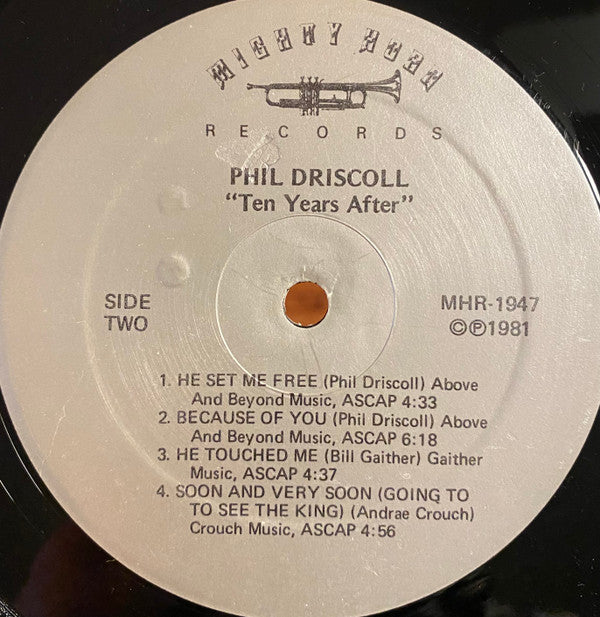 MIGHTY HORN
RECORDS
PHIL DRISCOLL
"Ten Years After"
SIDE
TWO
MHR-1947
©℗1981
1. HE SET ME FREE (Phil Driscoll) Above
And Beyond Music, ASCAP 4:33
2. BECAUSE OF YOU (Phil Driscoll) Above
And Beyond Music, ASCAP 6:18
3. HE TOUCHED ME (Bill Gaither) Gaither
Music, ASCAP 4:37
4. SOON AND VERY SOON (GOING TO
TO SEE THE KING) (Andrae Crouch)
Crouch Music, ASCAP 4:56